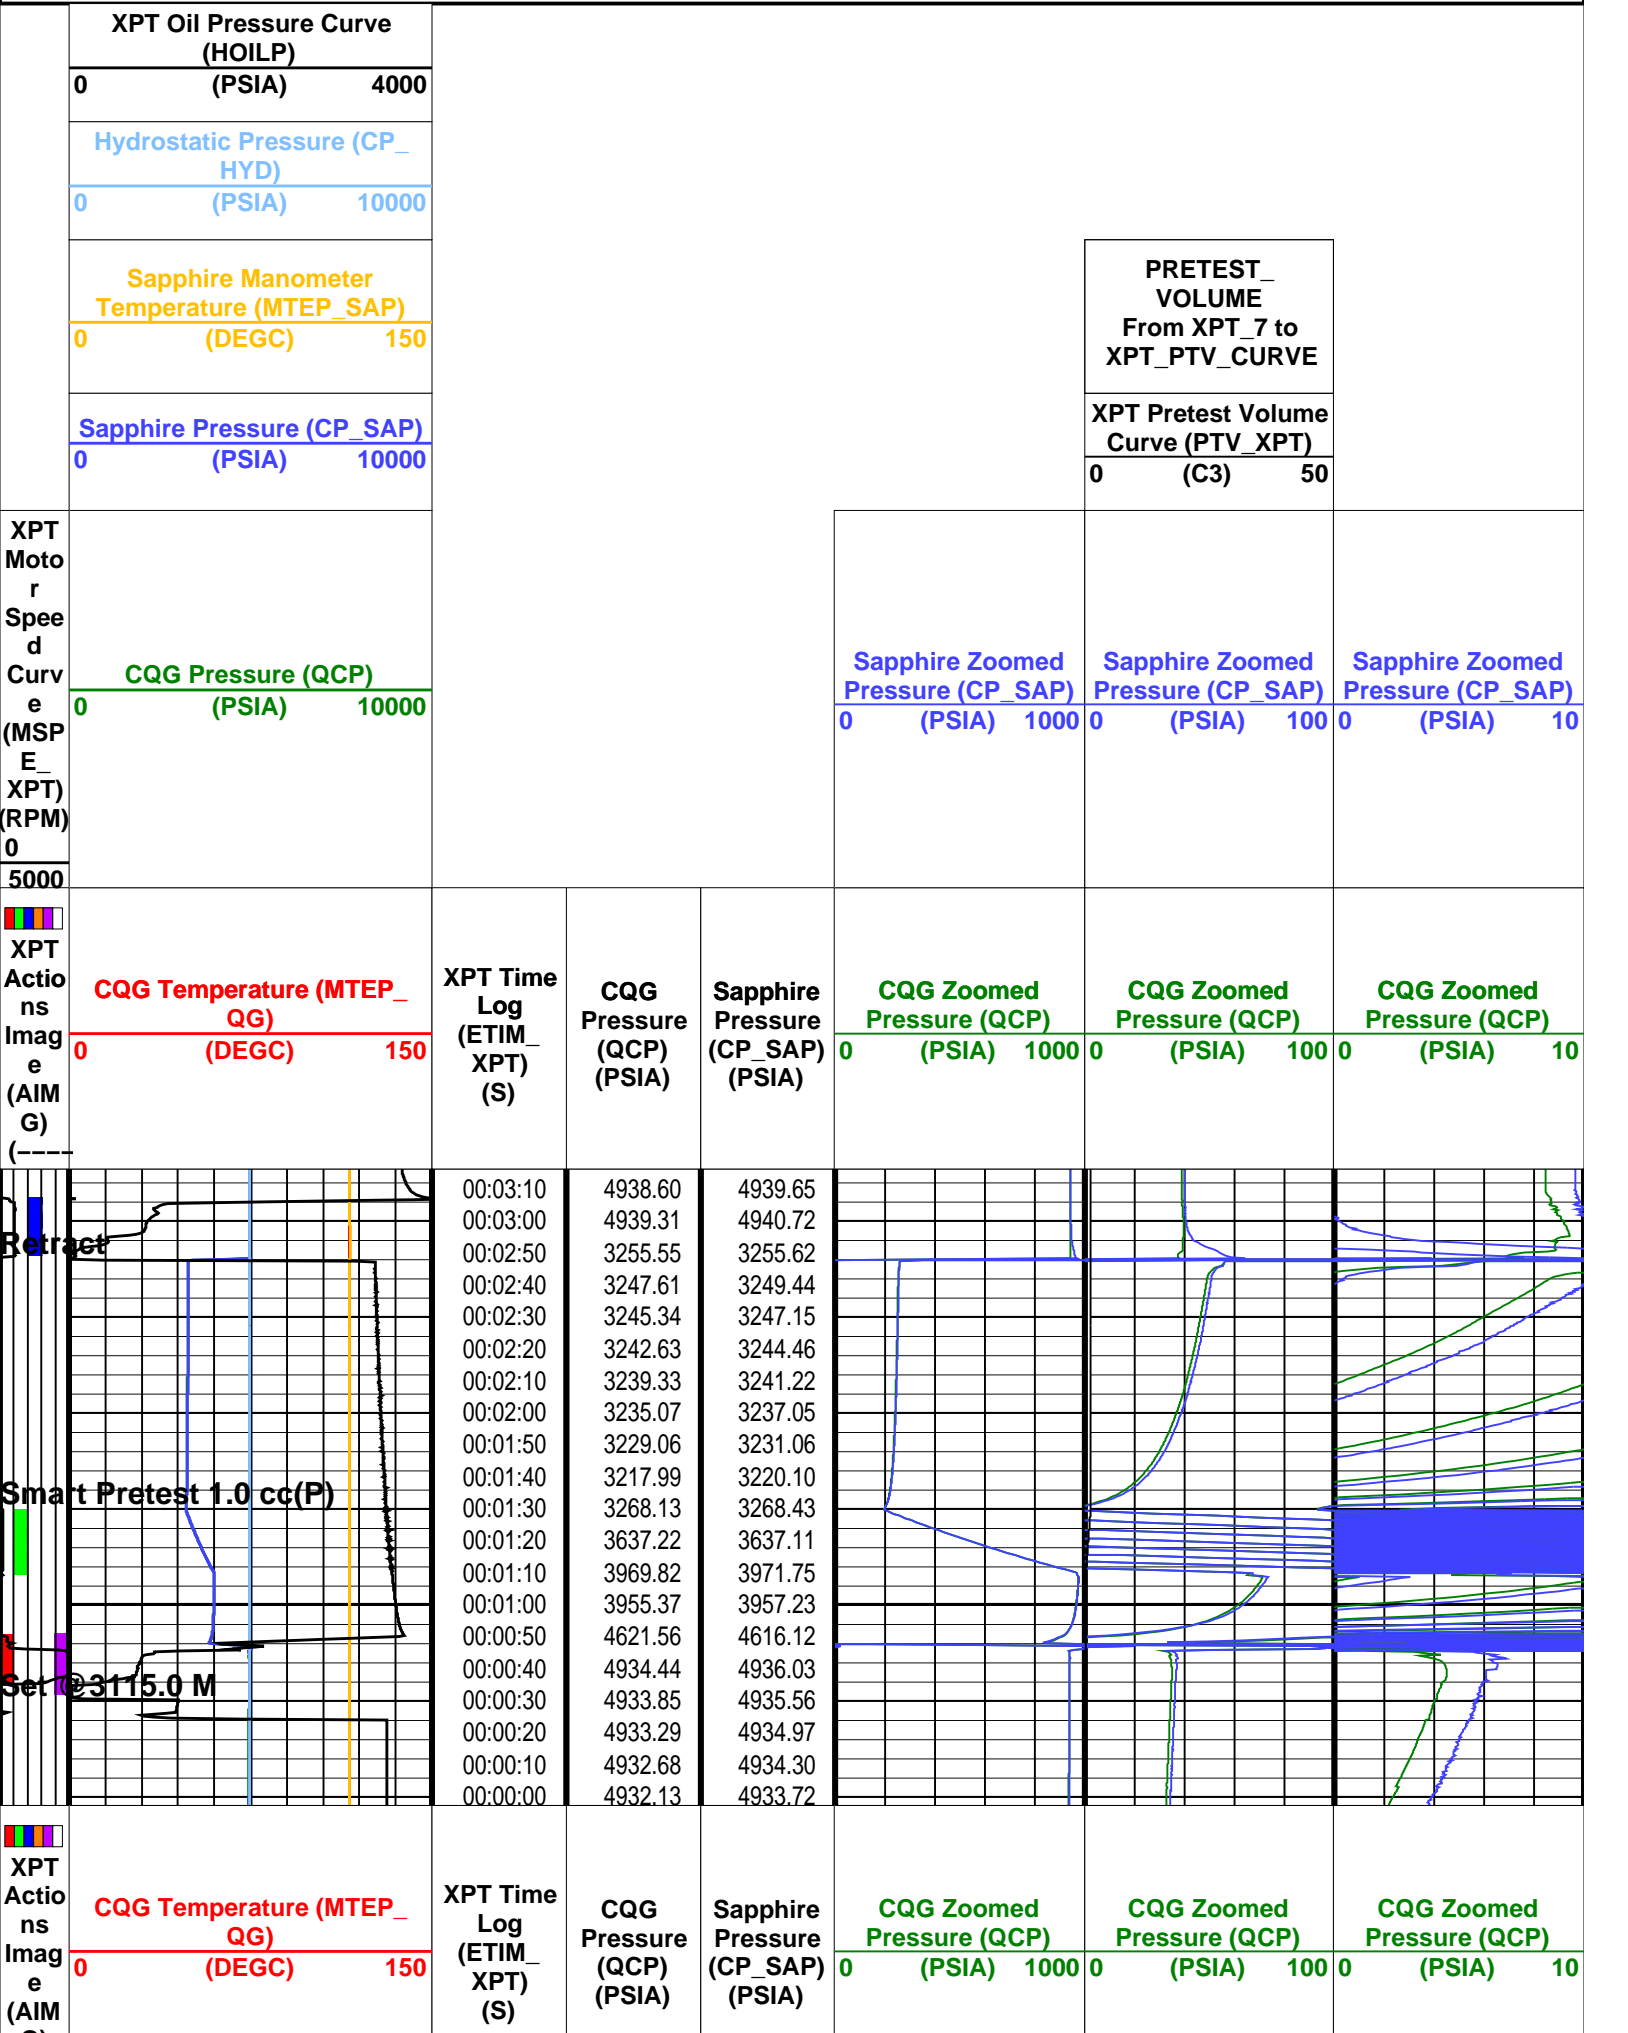 XPT Oil Pressure Curve
(HOILP)
0 (PSIA) 4000
Hydrostatic Pressure (CP_
HYD)
0 (PSIA) 10000
Sapphire Manometer
Temperature (MTEP_SAP)
0 (DEGC) 150
PRETEST_
VOLUME
From XPT_7 to
XPT_PTV_CURVE
Sapphire Pressure (CP_SAP)
0 (PSIA) 10000
XPT Pretest Volume
Curve (PTV_XPT)
0 (C3) 50
XPT
Moto
r
Spee
d
Curv
e
(MSP
E_
XPT)
(RPM)
0
5000
CQG Pressure (QCP)
0 (PSIA) 10000
Sapphire Zoomed
Pressure (CP_SAP)
0 (PSIA) 1000
Sapphire Zoomed
Pressure (CP_SAP)
0 (PSIA) 100
Sapphire Zoomed
Pressure (CP_SAP)
0 (PSIA) 10
XPT
Actio
ns
Imag
e
(AIM
G)
(----
CQG Temperature (MTEP_
QG)
0 (DEGC) 150
XPT Time
Log
(ETIM_
XPT)
(S)
CQG
Pressure
(QCP)
(PSIA)
Sapphire
Pressure
(CP_SAP)
(PSIA)
CQG Zoomed
Pressure (QCP)
0 (PSIA) 1000
CQG Zoomed
Pressure (QCP)
0 (PSIA) 100
CQG Zoomed
Pressure (QCP)
0 (PSIA) 10
00:03:10 4938.60 4939.65
00:03:00 4939.31 4940.72
Retract
00:02:50 3255.55 3255.62
00:02:40 3247.61 3249.44
00:02:30 3245.34 3247.15
00:02:20 3242.63 3244.46
00:02:10 3239.33 3241.22
00:02:00 3235.07 3237.05
00:01:50 3229.06 3231.06
00:01:40 3217.99 3220.10
Smart Pretest 1.0 cc(P)
00:01:30 3268.13 3268.43
00:01:20 3637.22 3637.11
00:01:10 3969.82 3971.75
00:01:00 3955.37 3957.23
00:00:50 4621.56 4616.12
00:00:40 4934.44 4936.03
Set @3115.0 M
00:00:30 4933.85 4935.56
00:00:20 4933.29 4934.97
00:00:10 4932.68 4934.30
00:00:00 4932.13 4933.72
XPT
Actio
ns
Imag
e
(AIM
CQG Temperature (MTEP_
QG)
0 (DEGC) 150
XPT Time
Log
(ETIM_
XPT)
(S)
CQG
Pressure
(QCP)
(PSIA)
Sapphire
Pressure
(CP_SAP)
(PSIA)
CQG Zoomed
Pressure (QCP)
0 (PSIA) 1000
CQG Zoomed
Pressure (QCP)
0 (PSIA) 100
CQG Zoomed
Pressure (QCP)
0 (PSIA) 10